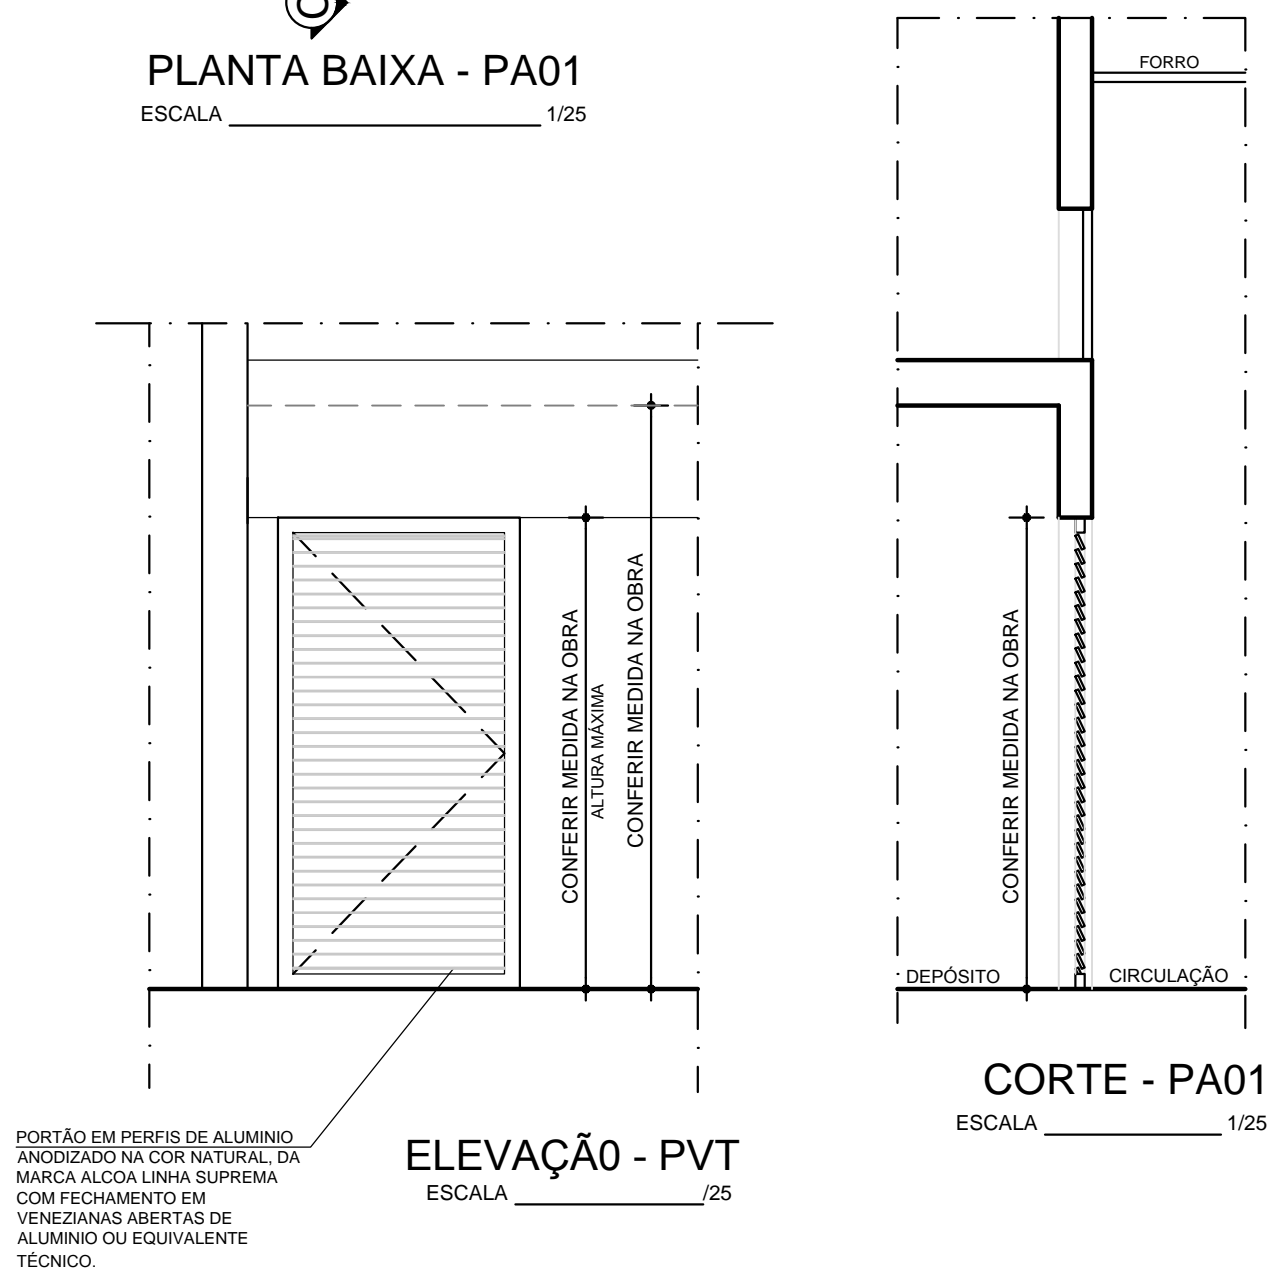 PLANTA BAIXA - PA01
ESCALA 1/25
FORRO
CONFERIR MEDIDA NA OBRA
ALTURA MÁXIMA
CONFERIR MEDIDA NA OBRA
CONFERIR MEDIDA NA OBRA
DEPÓSITO
CIRCULAÇÃO
CORTE - PA01
ESCALA 1/25
PORTÃO EM PERFIS DE ALUMINIO
ANODIZADO NA COR NATURAL, DA
MARCA ALCOA LINHA SUPREMA
COM FECHAMENTO EM
VENEZIANAS ABERTAS DE
ALUMINIO OU EQUIVALENTE
TÉCNICO.
ELEVAÇÃ0 - PVT
ESCALA /25